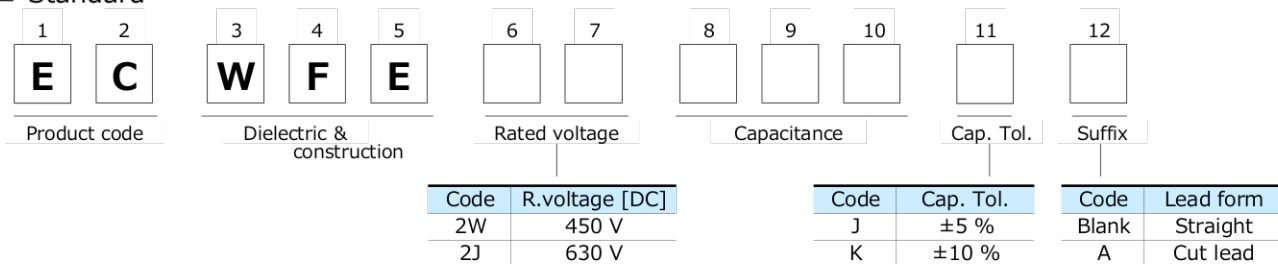 Standard
1 2 3 4 5 6 7 8 9 10 11 12
E C W F E
Product code Dielectric & Rated voltage Capacitance Cap. Tol. Suffix
construction
Code R.voltage [DC] Code Cap. Tol. Code Lead form
2W 450 V J ±5 % Blank Straight
2J 630 V K ±10 % A Cut lead